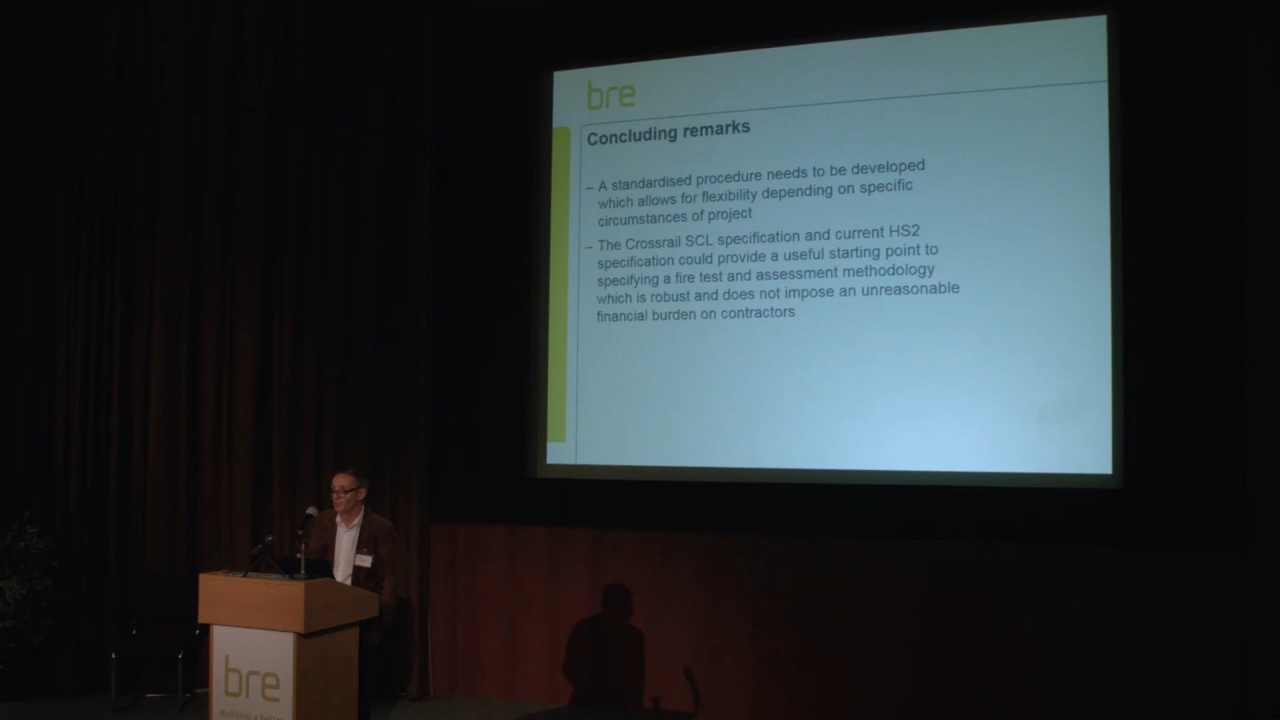 bre
Concluding remarks
– A standardised procedure needs to be developed
which allows for flexibility depending on specific
circumstances of project
– The Crossrail SCL specification and current HS2
specification could provide a useful starting point to
specifying a fire test and assessment methodology
which is robust and does not impose an unreasonable
financial burden on contractors
bre
Building a better